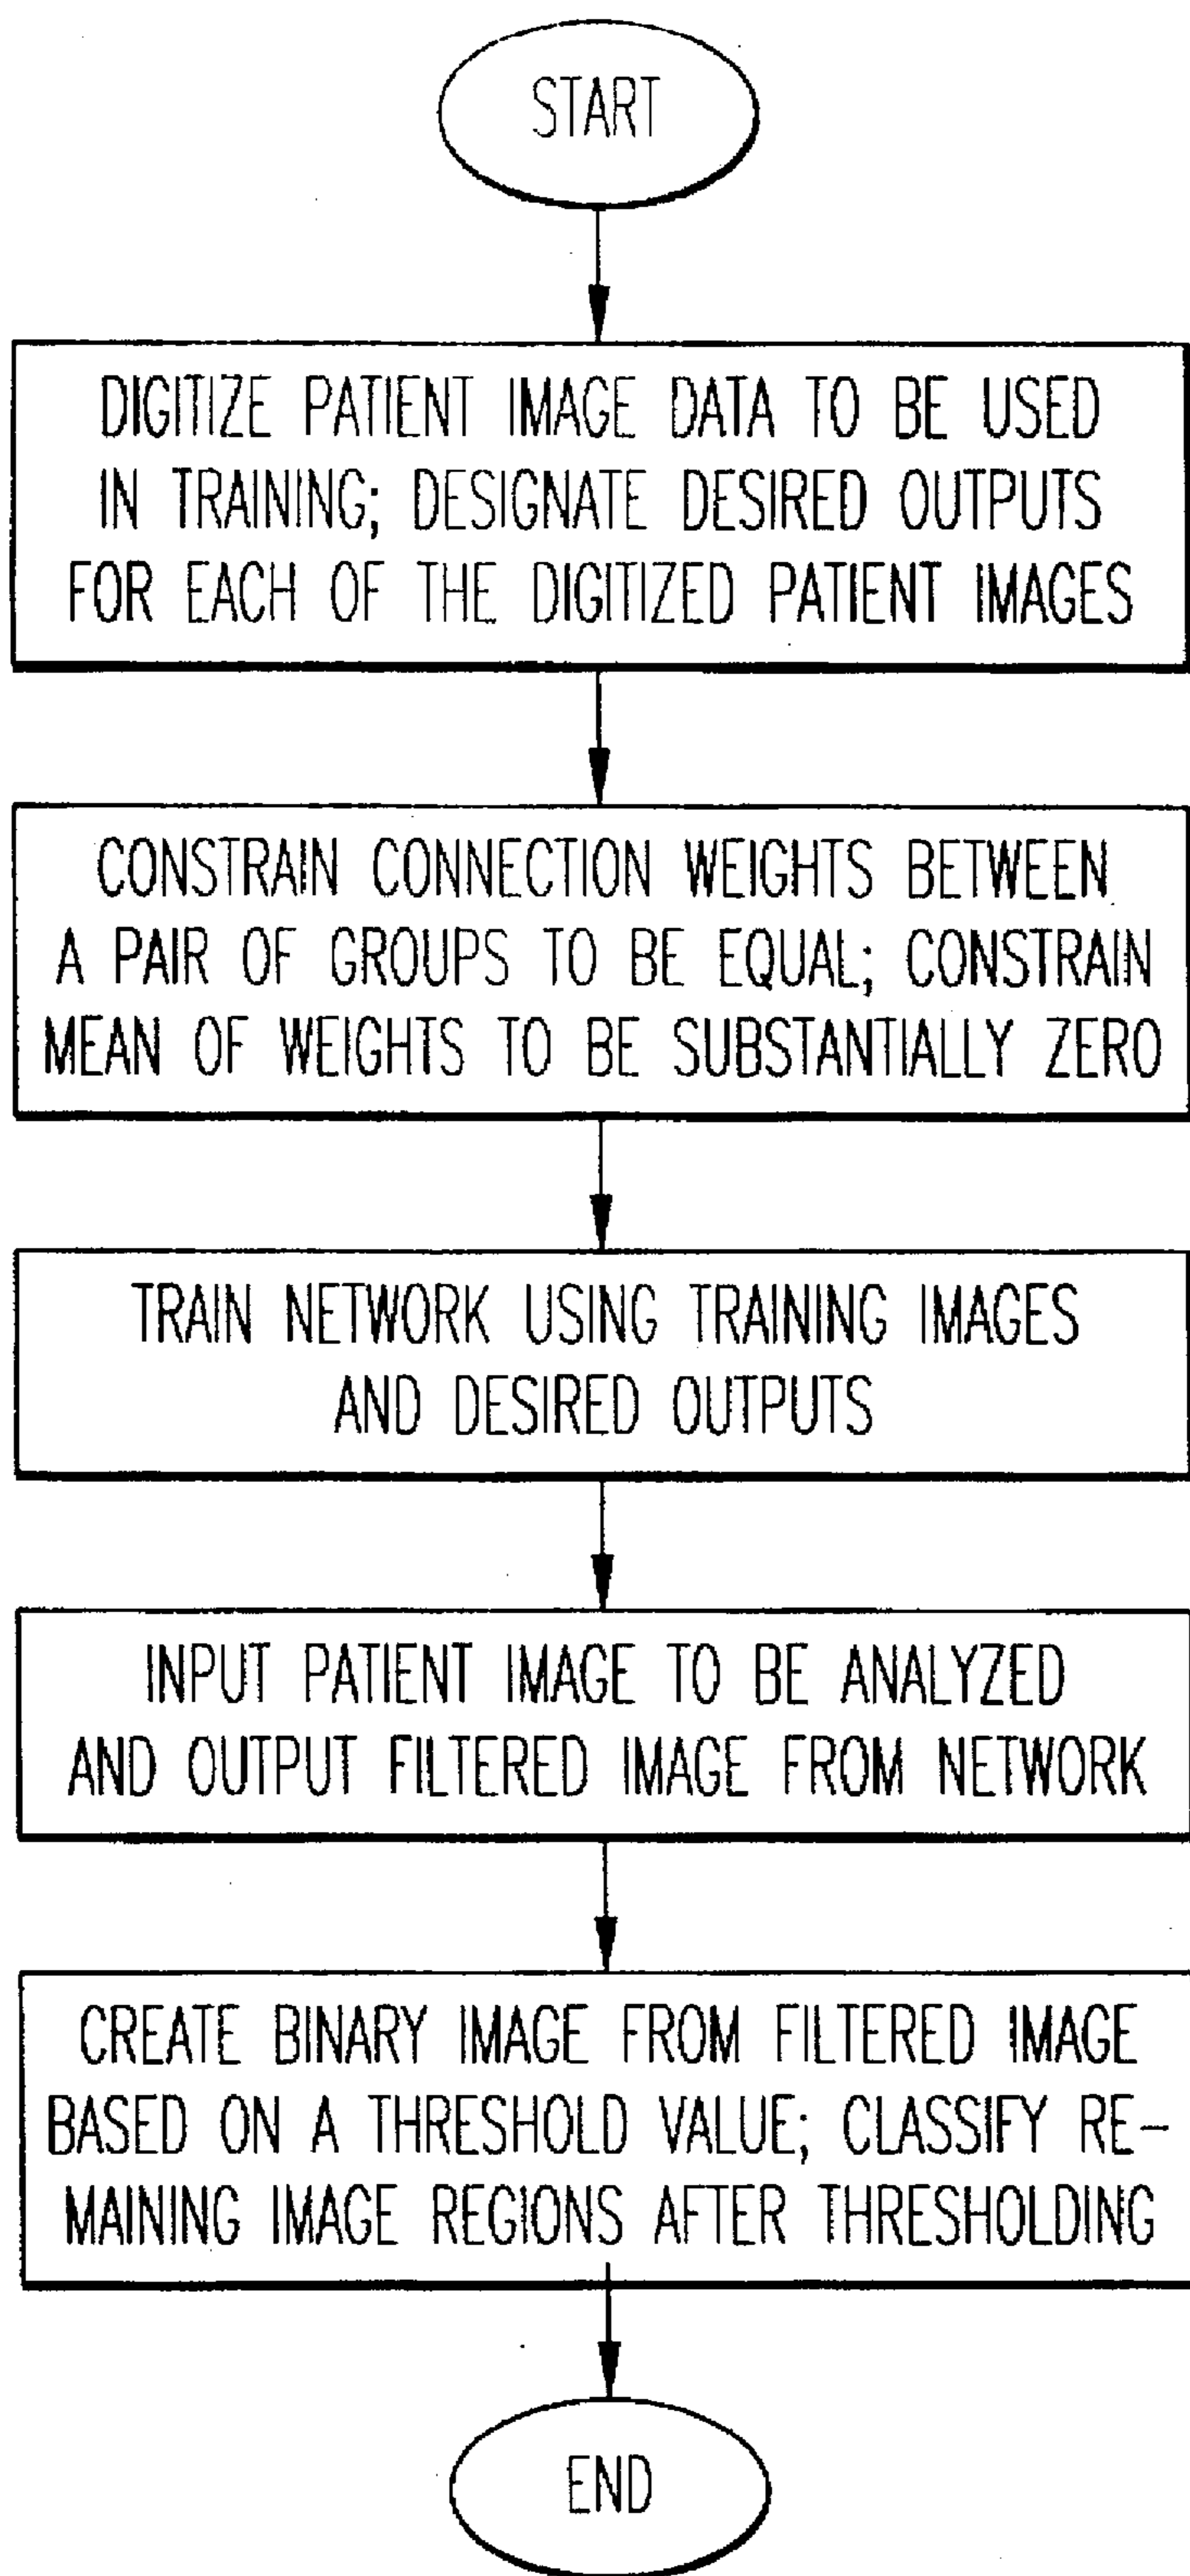 START
DIGITIZE PATIENT IMAGE DATA TO BE USED
IN TRAINING; DESIGNATE DESIRED OUTPUTS
FOR EACH OF THE DIGITIZED PATIENT IMAGES
CONSTRAIN CONNECTION WEIGHTS BETWEEN
A PAIR OF GROUPS TO BE EQUAL; CONSTRAIN
MEAN OF WEIGHTS TO BE SUBSTANTIALLY ZERO
TRAIN NETWORK USING TRAINING IMAGES
AND DESIRED OUTPUTS
INPUT PATIENT IMAGE TO BE ANALYZED
AND OUTPUT FILTERED IMAGE FROM NETWORK
CREATE BINARY IMAGE FROM FILTERED IMAGE
BASED ON A THRESHOLD VALUE; CLASSIFY RE-
MAINING IMAGE REGIONS AFTER THRESHOLDING
END